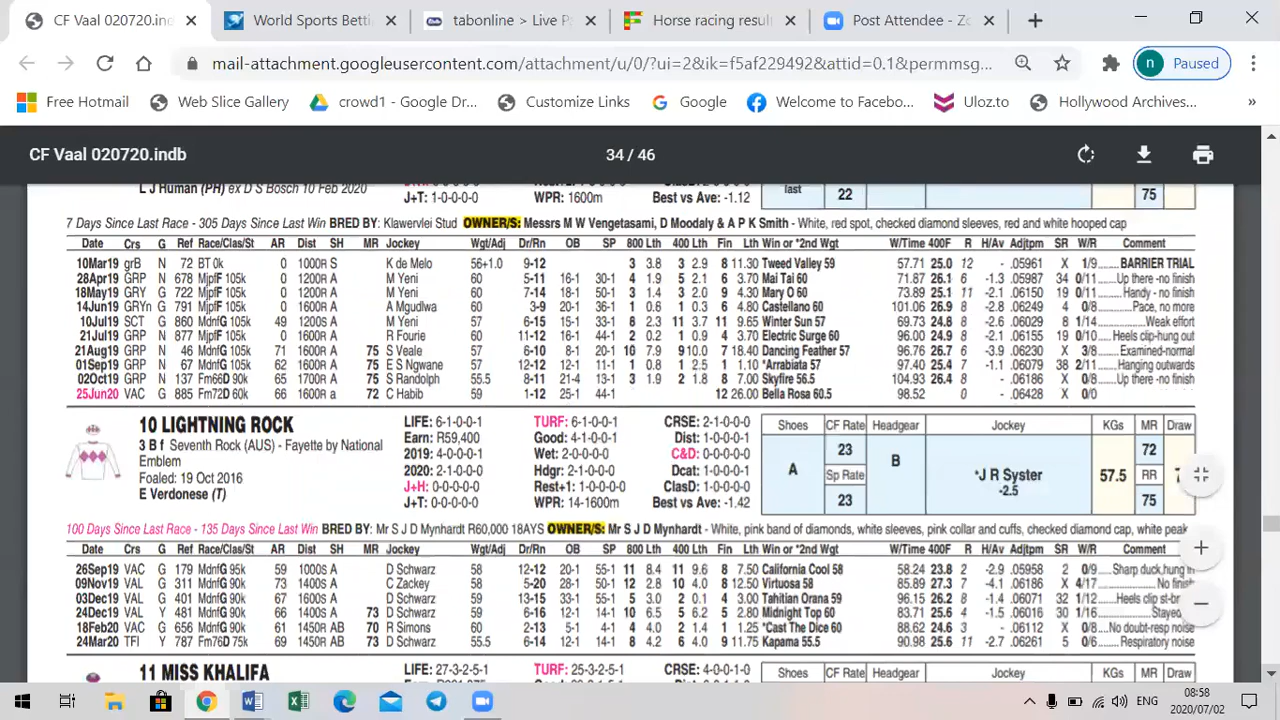 CF Vaal 020720.ind
World Sports Bett
tabonline > Live P
Horse racing resul
Post Attendee - Zo
mail-attachment.googleusercontent.com/attachment/u/0/?ui=2&ik=f5af229492&attid=0.1&permmsg...
n Paused
Free Hotmail
Web Slice Gallery
crowd1 - Google Dr...
Customize Links
Google
Welcome to Facebo...
Uloz.to
Hollywood Archives...
»
CF Vaal 020720.indb
34 / 46
L J Human (PH) ex D S Bosch 10 Feb 2020
J+T: 0-0-0-0-0 WPR: 1600m Best vs Ave: -1.12
last 22 75
7 Days Since Last Race - 305 Days Since Last Win BRED BY: Klawervlei Stud OWNER/S: Messrs M W Vengetasami, D Moodaly & A P K Smith - White, red spot, checked diamond sleeves, red and white hooped cap
Date Crs G Ref Race/Clas/St AR Dist SH MR Jockey Wgt/Adj Dr/Rn OB SP 800 Lth 400 Lth Fin Lth Win or *2nd Wgt W/Time 400F R H/Av Adjtpm SR W/R Comment
10Mar19 grB N 72 BT 0k 0 1000R S K de Melo 56+1.0 9-12 3 3.8 3 2.9 8 11.30 Tweed Valley 59 57.71 25.0 12 - .05961 X 1/9 ......BARRIER TRIAL
28Apr19 GRP N 678 MjpfF 105k 0 1200R A M Yeni 60 5-11 16-1 30-1 4 1.9 5 2.1 6 3.70 Mai Tai 60 71.87 26.1 6 -1.3 .05987 34 0/11 ......Up there -no finish
18May19 GRY G 722 MjpfF 105k 0 1200R A M Yeni 60 7-14 18-1 50-1 3 1.4 3 2.0 4 3.30 Mary O 60 73.89 25.1 11 -2.1 .06150 19 0/11 ......Handy - no finish
14Jun19 GRYn G 791 MjpfF 105k 0 1600R A A Mgudlwa 60 3-9 20-1 36-1 1 0.6 1 0.3 6 4.80 Castellano 60 101.06 26.9 8 -2.8 .06289 4 0/8 ......Pace, no more
10Jul19 SCT G 860 MdnfG 105k 49 1200S A M Yeni 57 6-15 15-1 33-1 8 2.3 11 3.7 11 9.65 Winter Sun 57 69.73 24.8 8 -2.6 .06029 8 1/14 ......Weak effort
21Jul19 GRP N 877 MjpfF 105k 0 1600R A R Fourie 60 11-12 16-1 44-1 2 0.2 1 0.9 4 3.70 Electric Surge 60 96.00 24.9 8 -2.1 .06155 19 0/10 ......Heels clip-hung out
21Aug19 GRP N 46 MdnfG 105k 71 1600R A 75 S Veale 57 6-10 8-1 20-1 10 7.9 9 10.0 7 18.40 Dancing Feather 57 96.76 26.7 6 -3.9 .06230 X 3/8 ......Examined-normal
01Sep19 GRP N 67 MdnfG 105k 62 1600R A 75 E S Ngwane 57 12-12 12-1 11-1 1 0.8 1 2.5 1 1.10 *Arrabiata 57 97.40 25.4 7 -1.1 .06079 38 2/11 ......Hanging outwards
02Oct19 GRP N 137 Fm66D 90k 65 1700R A 75 S Randolph 55.5 8-11 21-4 13-1 3 1.9 2 1.8 8 7.00 Skyfire 56.5 104.93 26.4 8 - .06186 X 0/8 ......Up there -no finish
25Jun20 VAC G 885 Fm72D 60k 66 1600R a 72 C Habib 59 1-12 25-1 44-1 12 26.00 Bella Rosa 60.5 98.52 0 - .06428 X 0/0
10 LIGHTNING ROCK
3 B f Seventh Rock (AUS) - Fayette by National
Emblem
Foaled: 19 Oct 2016
E Verdonese (T)
LIFE: 6-1-0-0-1 TURF: 6-1-0-0-1 CRSE: 2-1-0-0-0
Earn: R59,400 Good: 4-1-0-0-1 Dist: 1-0-0-0-1
2019: 4-0-0-0-1 Wet: 2-0-0-0-0 C&D: 0-0-0-0-0
2020: 2-1-0-0-0 Hdgr: 2-1-0-0-0 Dcat: 1-0-0-0-1
J+H: 0-0-0-0-0 Rest+1: 1-0-0-0-0 ClasD: 1-0-0-0-0
J+T: 0-0-0-0-0 WPR: 14-1600m Best vs Ave: -1.42
Shoes CF Rate Headgear Jockey KGs MR Draw
A 23 Sp Rate 23 B *J R Syster -2.5 57.5 72 RR 75
100 Days Since Last Race - 135 Days Since Last Win BRED BY: Mr S J D Mynhardt R60,000 18AYS OWNER/S: Mr S J D Mynhardt - White, pink band of diamonds, white sleeves, pink collar and cuffs, checked diamond cap, white peak
Date Crs G Ref Race/Clas/St AR Dist SH MR Jockey Wgt/Adj Dr/Rn OB SP 800 Lth 400 Lth Fin Lth Win or *2nd Wgt W/Time 400F R H/Av Adjtpm SR W/R Comment
26Sep19 VAC G 179 MdnfG 95k 59 1000S A D Schwarz 58 12-12 20-1 55-1 11 8.4 11 9.6 8 7.50 California Cool 58 58.24 23.8 2 -2.9 .05958 2 0/9 ......Sharp duck,hung th
09Nov19 VAL G 311 MdnfG 90k 73 1400S A C Zackey 58 5-20 28-1 50-1 12 2.8 10 4.0 8 12.50 Virtuosa 58 85.89 27.3 7 -4.1 .06186 X 4/17 ......No finish
03Dec19 VAL G 401 MdnfG 90k 67 1600S A D Schwarz 59 13-15 33-1 55-1 5 3.0 2 0.1 4 3.00 Tahitian Orana 59 96.15 26.2 8 -1.4 .06071 32 1/12 ......Heels clip st-br
24Dec19 VAL Y 481 MdnfG 90k 66 1400S A 73 D Schwarz 59 6-16 12-1 14-1 10 6.5 5 6.2 5 2.80 Midnight Top 60 83.71 25.6 4 -1.5 .06016 30 1/16 ......Stayed
18Feb20 VAC G 656 MdnfG 90k 61 1450R AB 70 R Simons 60 2-13 5-1 4-1 4 4.0 2 1.4 1 1.25 *Cast The Dice 60 88.62 24.6 3 - .06112 X 0/11 ......No doubt-resp noise
24Mar20 TFI Y 787 Fm76D 75k 69 1450R AB 73 D Schwarz 55.5 6-14 12-1 14-1 8 4.2 6 4.0 9 11.75 Kapama 55.5 90.98 25.6 11 -2.7 .06261 5 0/6 ......Respiratory noise
11 MISS KHALIFA
LIFE: 27-3-2-5-1 TURF: 25-3-2-5-1 CRSE: 4-0-0-1-0
Shoes CF Rate Headgear Jockey KGs MR Draw
ENG
08:58
2020/07/02